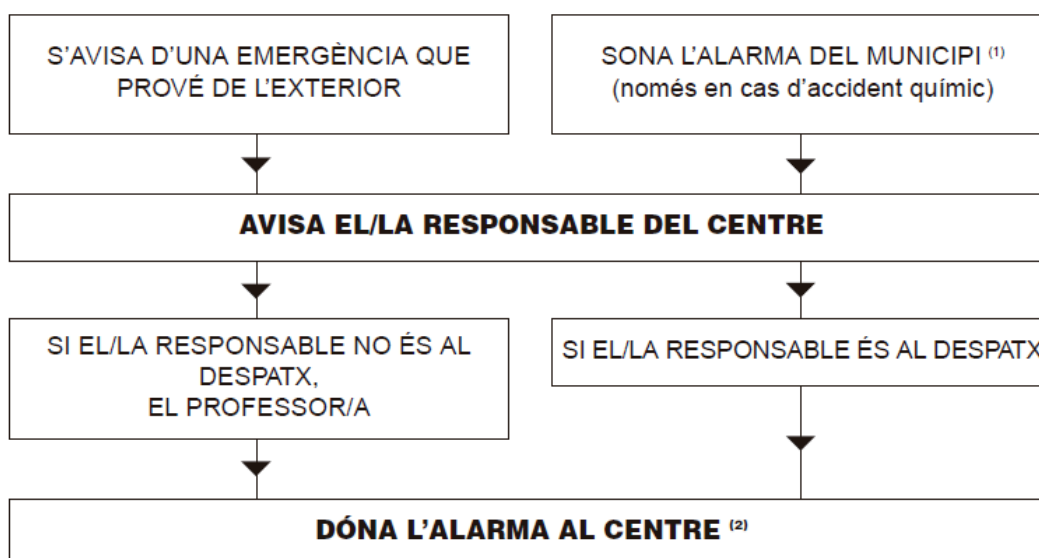 S'AVISA D'UNA EMERGÈNCIA QUE
PROVÉ DE L'EXTERIOR
SONA L'ALARMA DEL MUNICIPI (1)
(només en cas d'accident químic)
AVISA EL/LA RESPONSABLE DEL CENTRE
SI EL/LA RESPONSABLE NO ÉS AL
DESPATX,
EL PROFESSOR/A
SI EL/LA RESPONSABLE ÉS AL DESPATX
DÓNA L'ALARMA AL CENTRE (2)